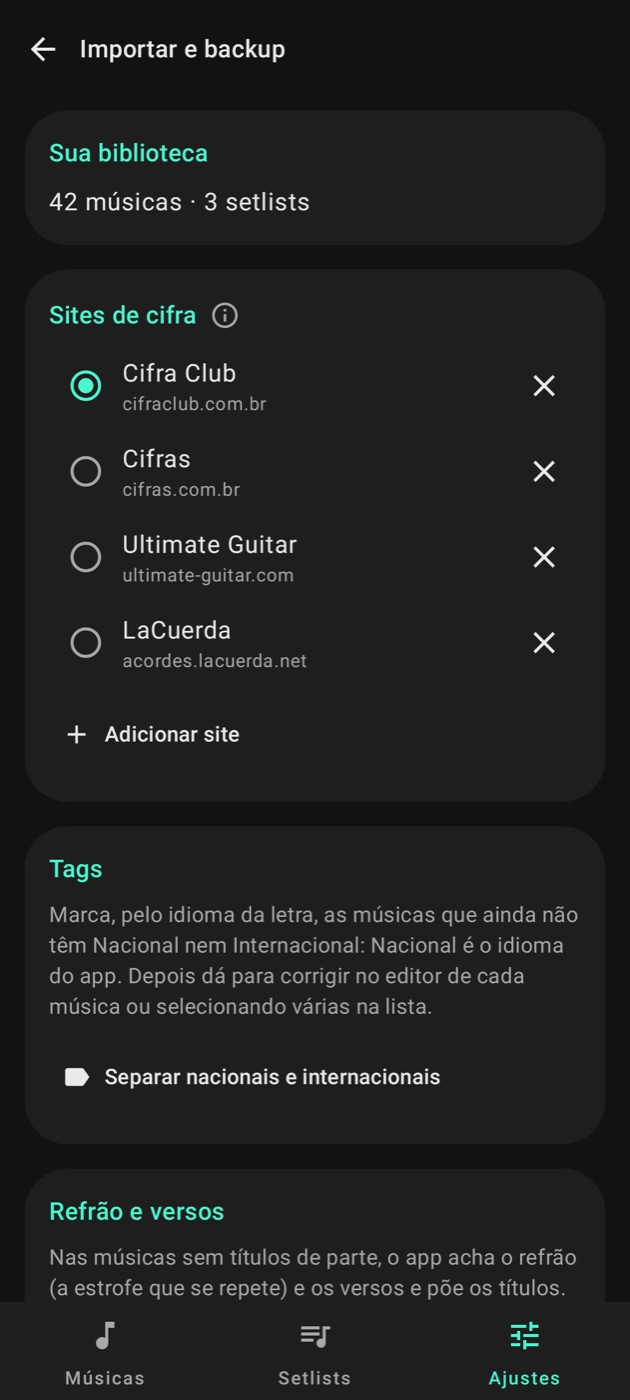 Importar e backup
Sua biblioteca
42 músicas · 3 setlists
Sites de cifra
Cifra Club
cifraclub.com.br
Cifras
cifras.com.br
Ultimate Guitar
ultimate-guitar.com
LaCuerda
acordes.lacuerda.net
Adicionar site
Tags
Marca, pelo idioma da letra, as músicas que ainda não
têm Nacional nem Internacional: Nacional é o idioma
do app. Depois dá para corrigir no editor de cada
música ou selecionando várias na lista.
Separar nacionais e internacionais
Refrão e versos
Nas músicas sem títulos de parte, o app acha o refrão
(a estrofe que se repete) e os versos e põe os títulos.
Músicas
Setlists
Ajustes